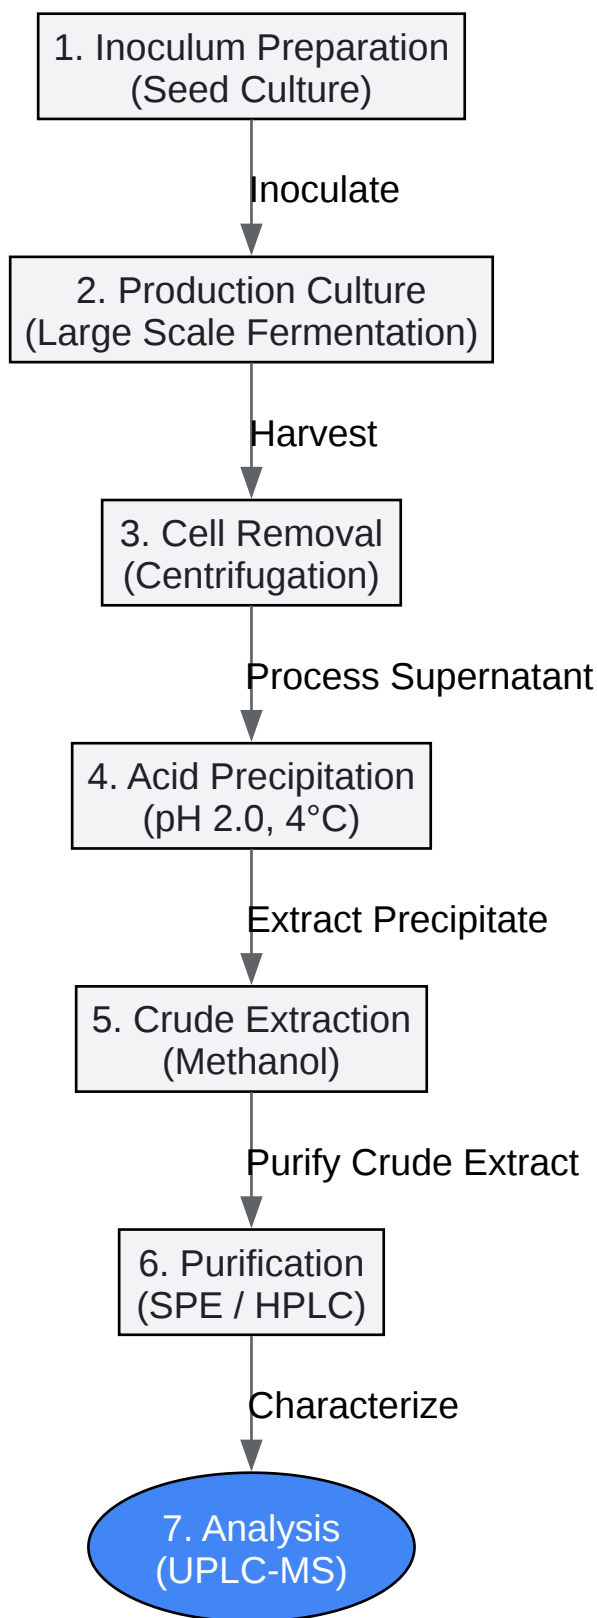 1. Inoculum Preparation
(Seed Culture)
Inoculate
2. Production Culture
(Large Scale Fermentation)
Harvest
3. Cell Removal
(Centrifugation)
Process Supernatant
4. Acid Precipitation
(pH 2.0, 4°C)
Extract Precipitate
5. Crude Extraction
(Methanol)
Purify Crude Extract
6. Purification
(SPE / HPLC)
Characterize
7. Analysis
(UPLC-MS)